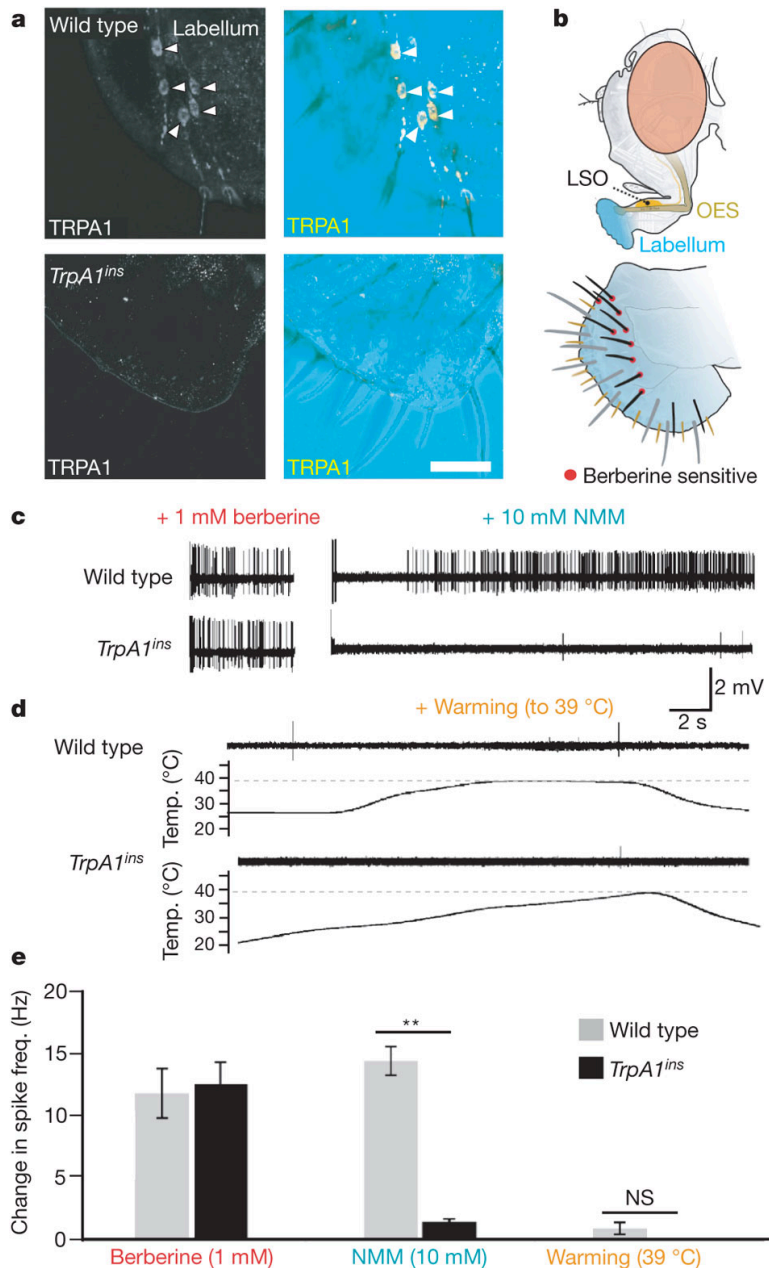 a
Wild type
Labellum
TRPA1
TRPA1
TrpA1ins
TRPA1
TRPA1
b
LSO
OES
Labellum
Berberine sensitive
c
+ 1 mM berberine
+ 10 mM NMM
Wild type
TrpA1ins
2 mV
2 s
d
+ Warming (to 39 °C)
Wild type
Temp. (°C)
40
30
20
TrpA1ins
Temp. (°C)
40
30
20
e
Change in spike freq. (Hz)
20
15
10
5
0
**
NS
Wild type
TrpA1ins
Berberine (1 mM)
NMM (10 mM)
Warming (39 °C)